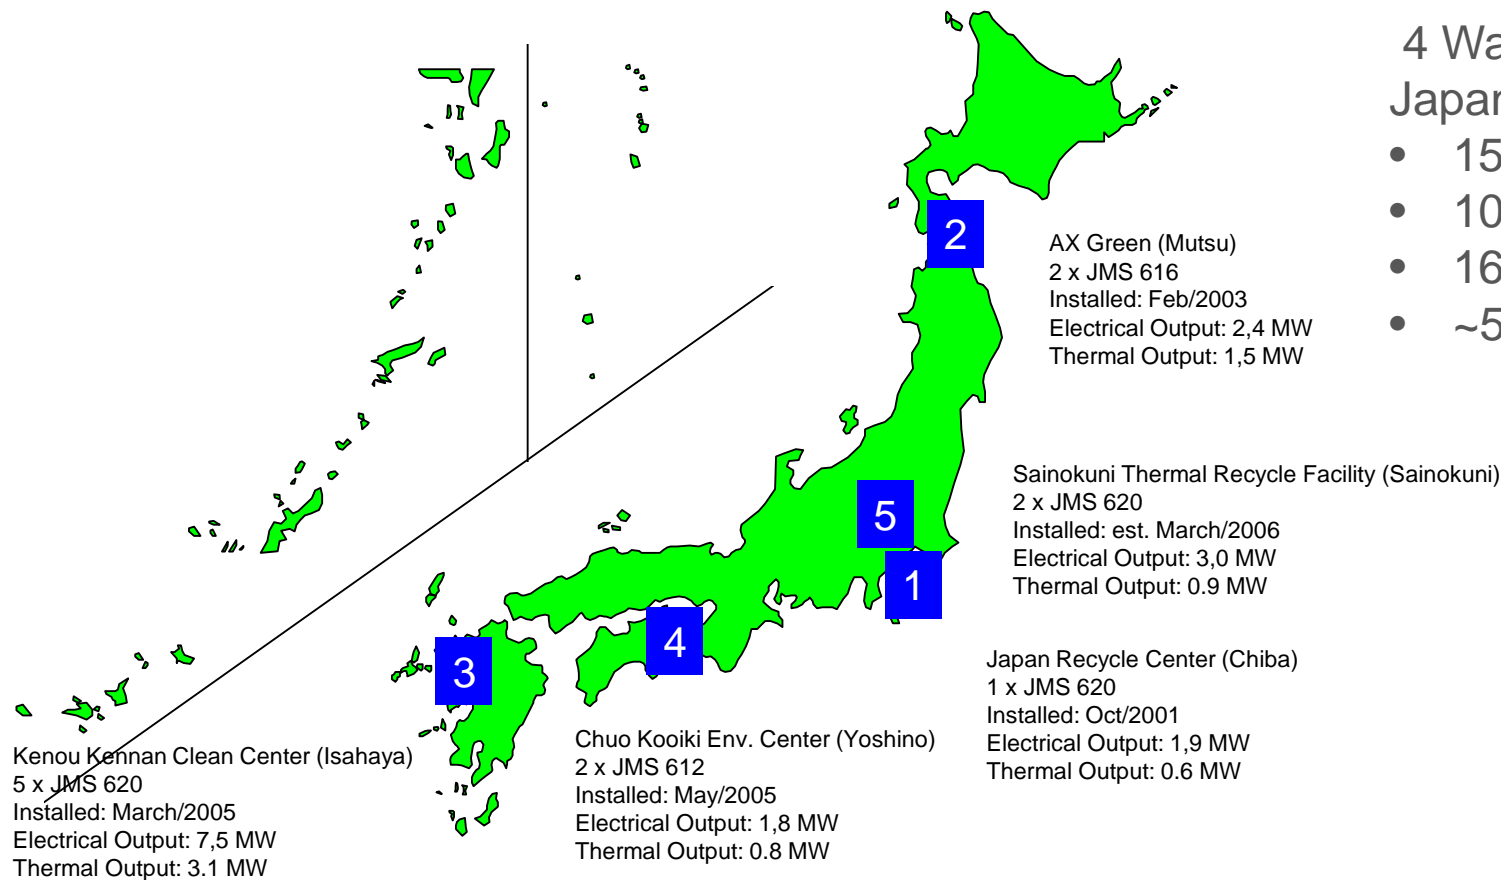 4 Wa
Japan
• 15
• 10
• 16
• ~5
2
AX Green (Mutsu)
2 x JMS 616
Installed: Feb/2003
Electrical Output: 2,4 MW
Thermal Output: 1,5 MW
5
Sainokuni Thermal Recycle Facility (Sainokuni)
2 x JMS 620
Installed: est. March/2006
Electrical Output: 3,0 MW
Thermal Output: 0.9 MW
1
Japan Recycle Center (Chiba)
1 x JMS 620
Installed: Oct/2001
Electrical Output: 1,9 MW
Thermal Output: 0.6 MW
4
Chuo Kooiki Env. Center (Yoshino)
2 x JMS 612
Installed: May/2005
Electrical Output: 1,8 MW
Thermal Output: 0.8 MW
3
Kenou Kennan Clean Center (Isahaya)
5 x JMS 620
Installed: March/2005
Electrical Output: 7,5 MW
Thermal Output: 3.1 MW